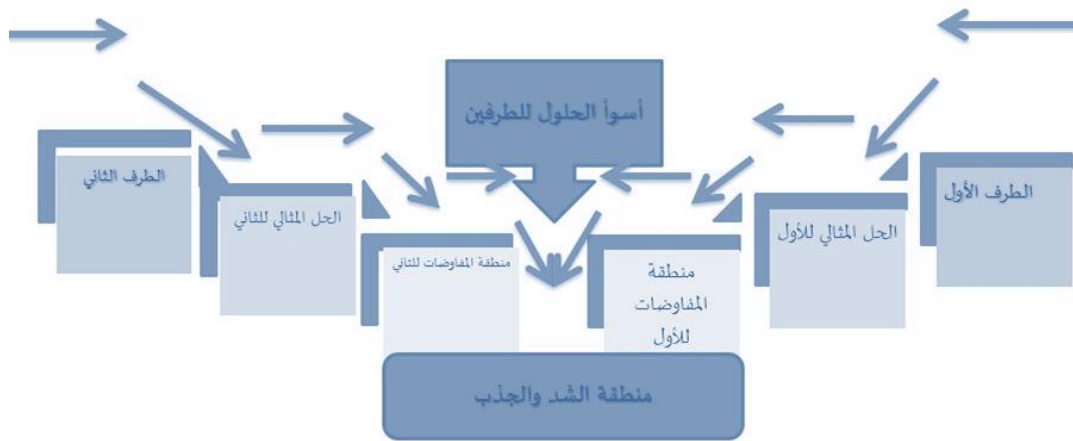 أسوأ الحلول للطرفين
الطرف الأول
الحل المثالي للأول
منطقة
المفاوضات
للأول
منطقة المفاوضات للثاني
الحل المثالي للثاني
الطرف الثاني
منطقة الشد والجذب